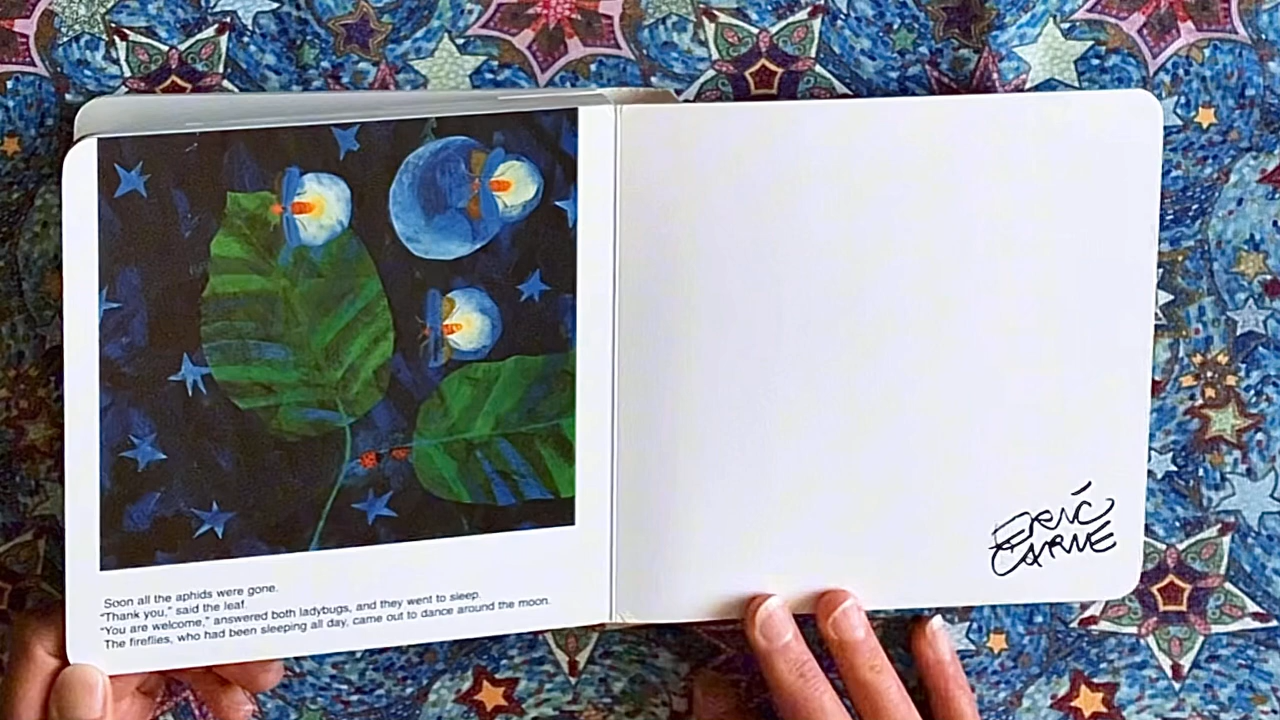 Soon all the aphids were gone.
"Thank you," said the leaf.
"You are welcome," answered both ladybugs, and they went to sleep.
The fireflies, who had been sleeping all day, came out to dance around the moon.
ERIC
CARLE